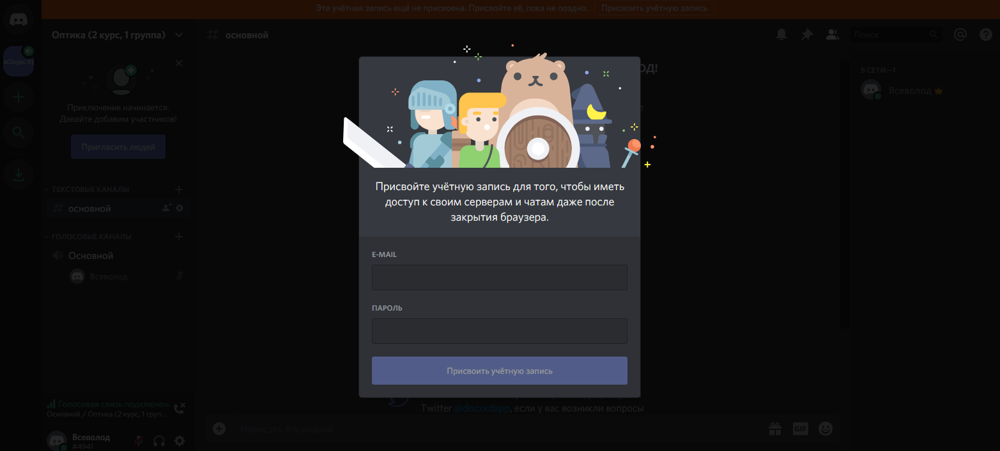 Эта учётная запись ещё не присвоена. Присвойте её, пока не поздно.
Присвоить учётную запись
Оптика (2 курс, 1 группа)
основной
Поиск
Приключение начинается.
Давайте добавим участников!
Пригласить людей
ТЕКСТОВЫЕ КАНАЛЫ
основной
ГОЛОСОВЫЕ КАНАЛЫ
Основной
Всеволод
Голосовая связь подключен
Основной / Оптика (2 курс, 1 груп...
Всеволод
#4941
Присвойте учётную запись для того, чтобы иметь
доступ к своим серверам и чатам даже после
закрытия браузера.
E-MAIL
ПАРОЛЬ
Присвоить учётную запись
Twitter @discordapp, если у вас возникли вопросы
Написать #основной
GIF
В СЕТИ—1
Всеволод